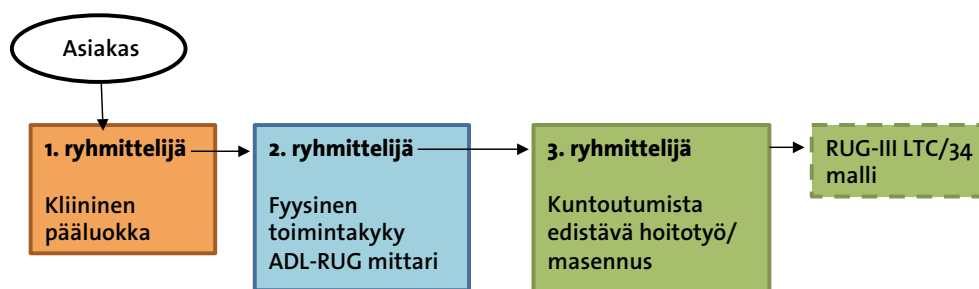 Asiakas
1. ryhmittelijä
Kliininen
pääluokka
2. ryhmittelijä
Fyysinen
toimintakyky
ADL-RUG mittari
3. ryhmittelijä
Kuntoutumista
edistävä hoitotyö/
masennus
RUG-III LTC/34
malli